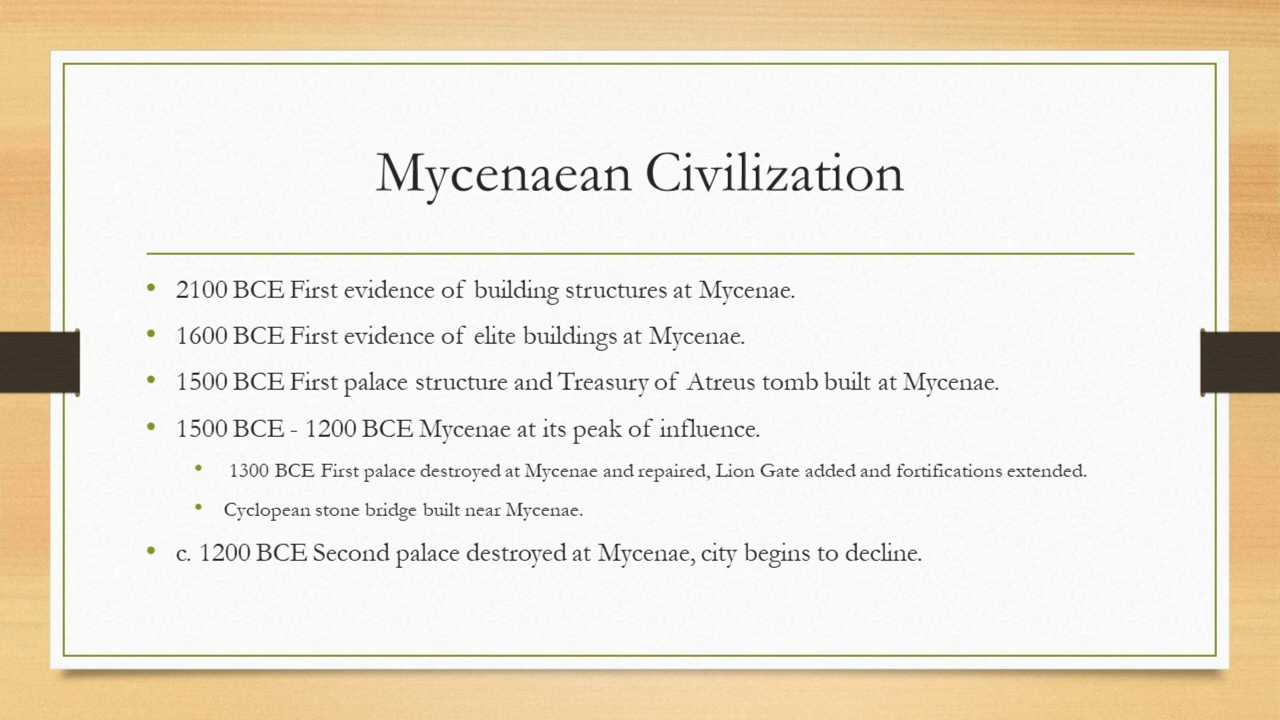 Mycenaean Civilization
• 2100 BCE First evidence of building structures at Mycenae.
• 1600 BCE First evidence of elite buildings at Mycenae.
• 1500 BCE First palace structure and Treasury of Atreus tomb built at Mycenae.
• 1500 BCE - 1200 BCE Mycenae at its peak of influence.
• 1300 BCE First palace destroyed at Mycenae and repaired, Lion Gate added and fortifications extended.
• Cyclopean stone bridge built near Mycenae.
• c. 1200 BCE Second palace destroyed at Mycenae, city begins to decline.